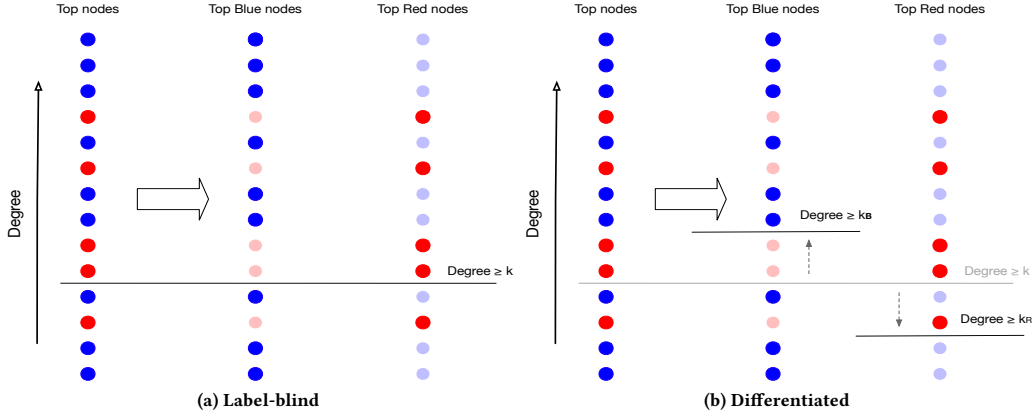 Top nodes
Top Blue nodes
Top Red nodes
Degree
Degree ≥ k
(a) Label-blind
Top nodes
Top Blue nodes
Top Red nodes
Degree
Degree ≥ kB
Degree ≥ k
Degree ≥ kR
(b) Differentiated